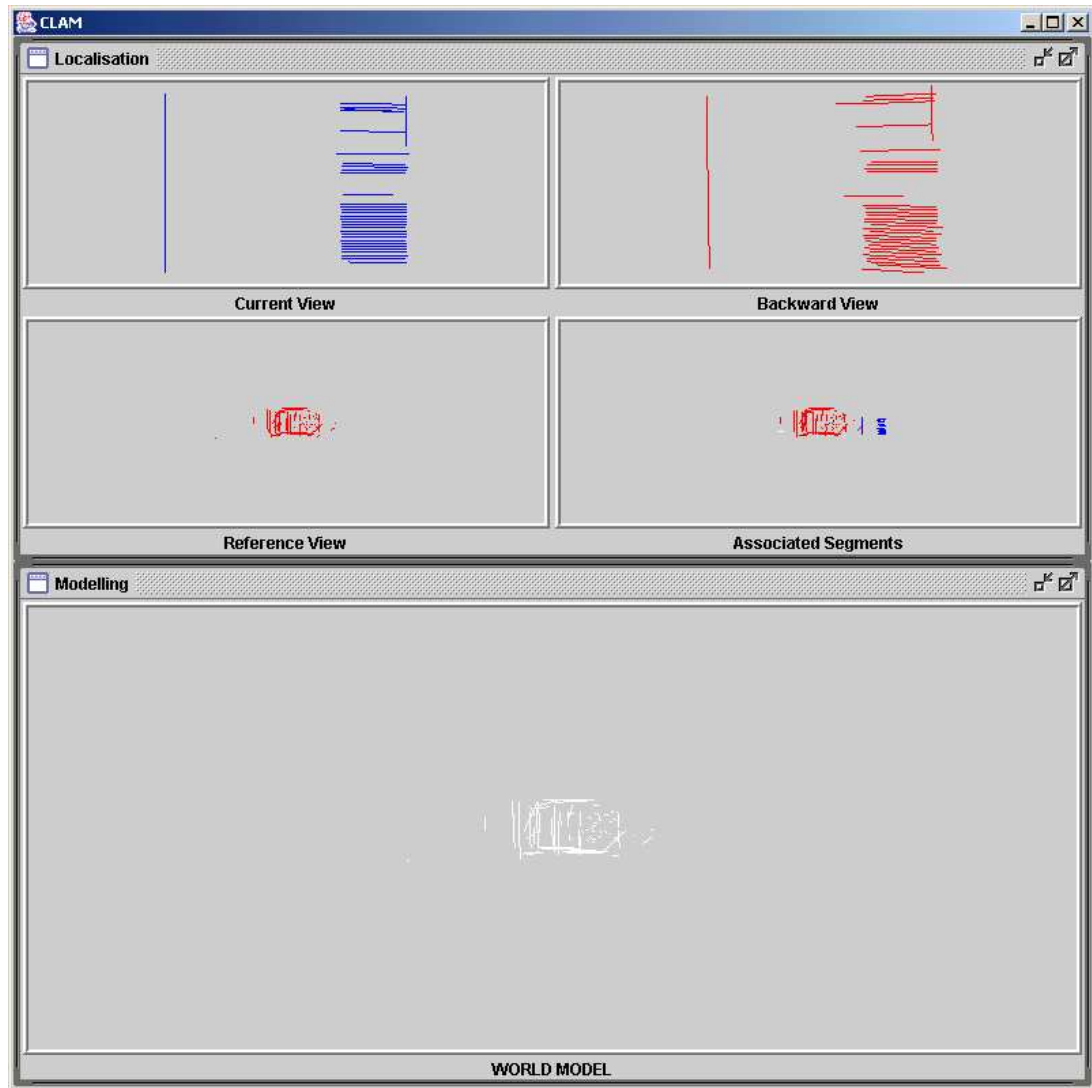 CLAM
Localisation
Current View
Backward View
Reference View
Associated Segments
Modelling
WORLD MODEL